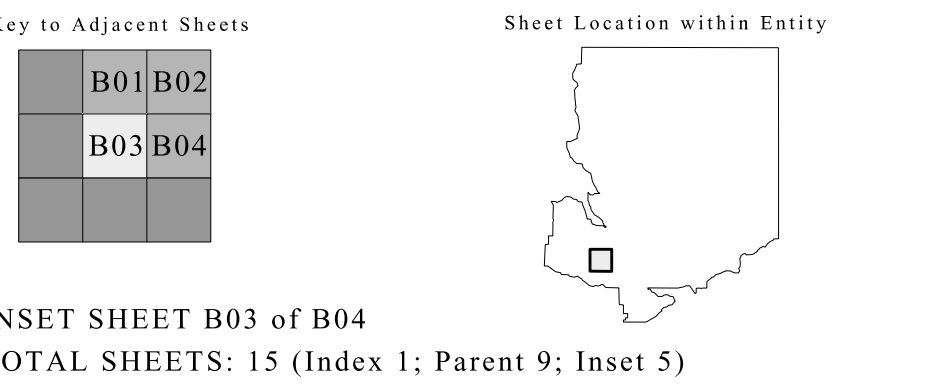 ey to Adjacent Sheets
Sheet Location within Entity
B01 B02
B03 B04
NSET SHEET B03 of B04
OTAL SHEETS: 15 (Index 1; Parent 9; Inset 5)